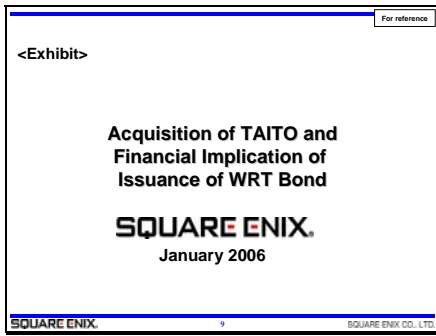 For reference
<Exhibit>
Acquisition of TAITO and
Financial Implication of
Issuance of WRT Bond
SQUARE ENIX.
January 2006
SQUARE ENIX.
9
SQUARE ENIX CO., LTD.